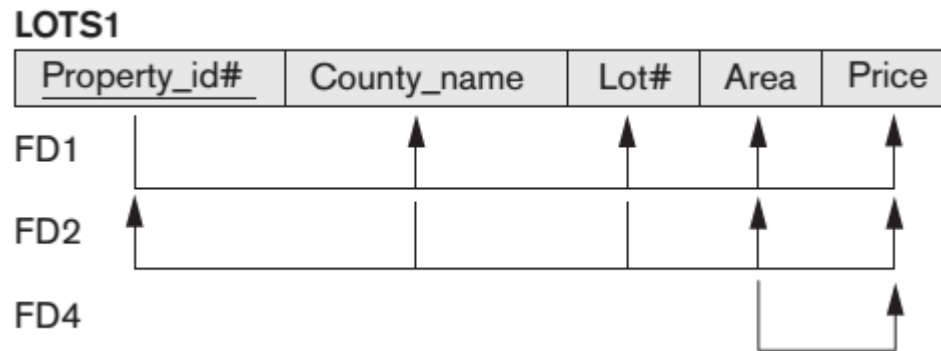 LOTS1
Property_id# County_name Lot# Area Price
FD1
FD2
FD4